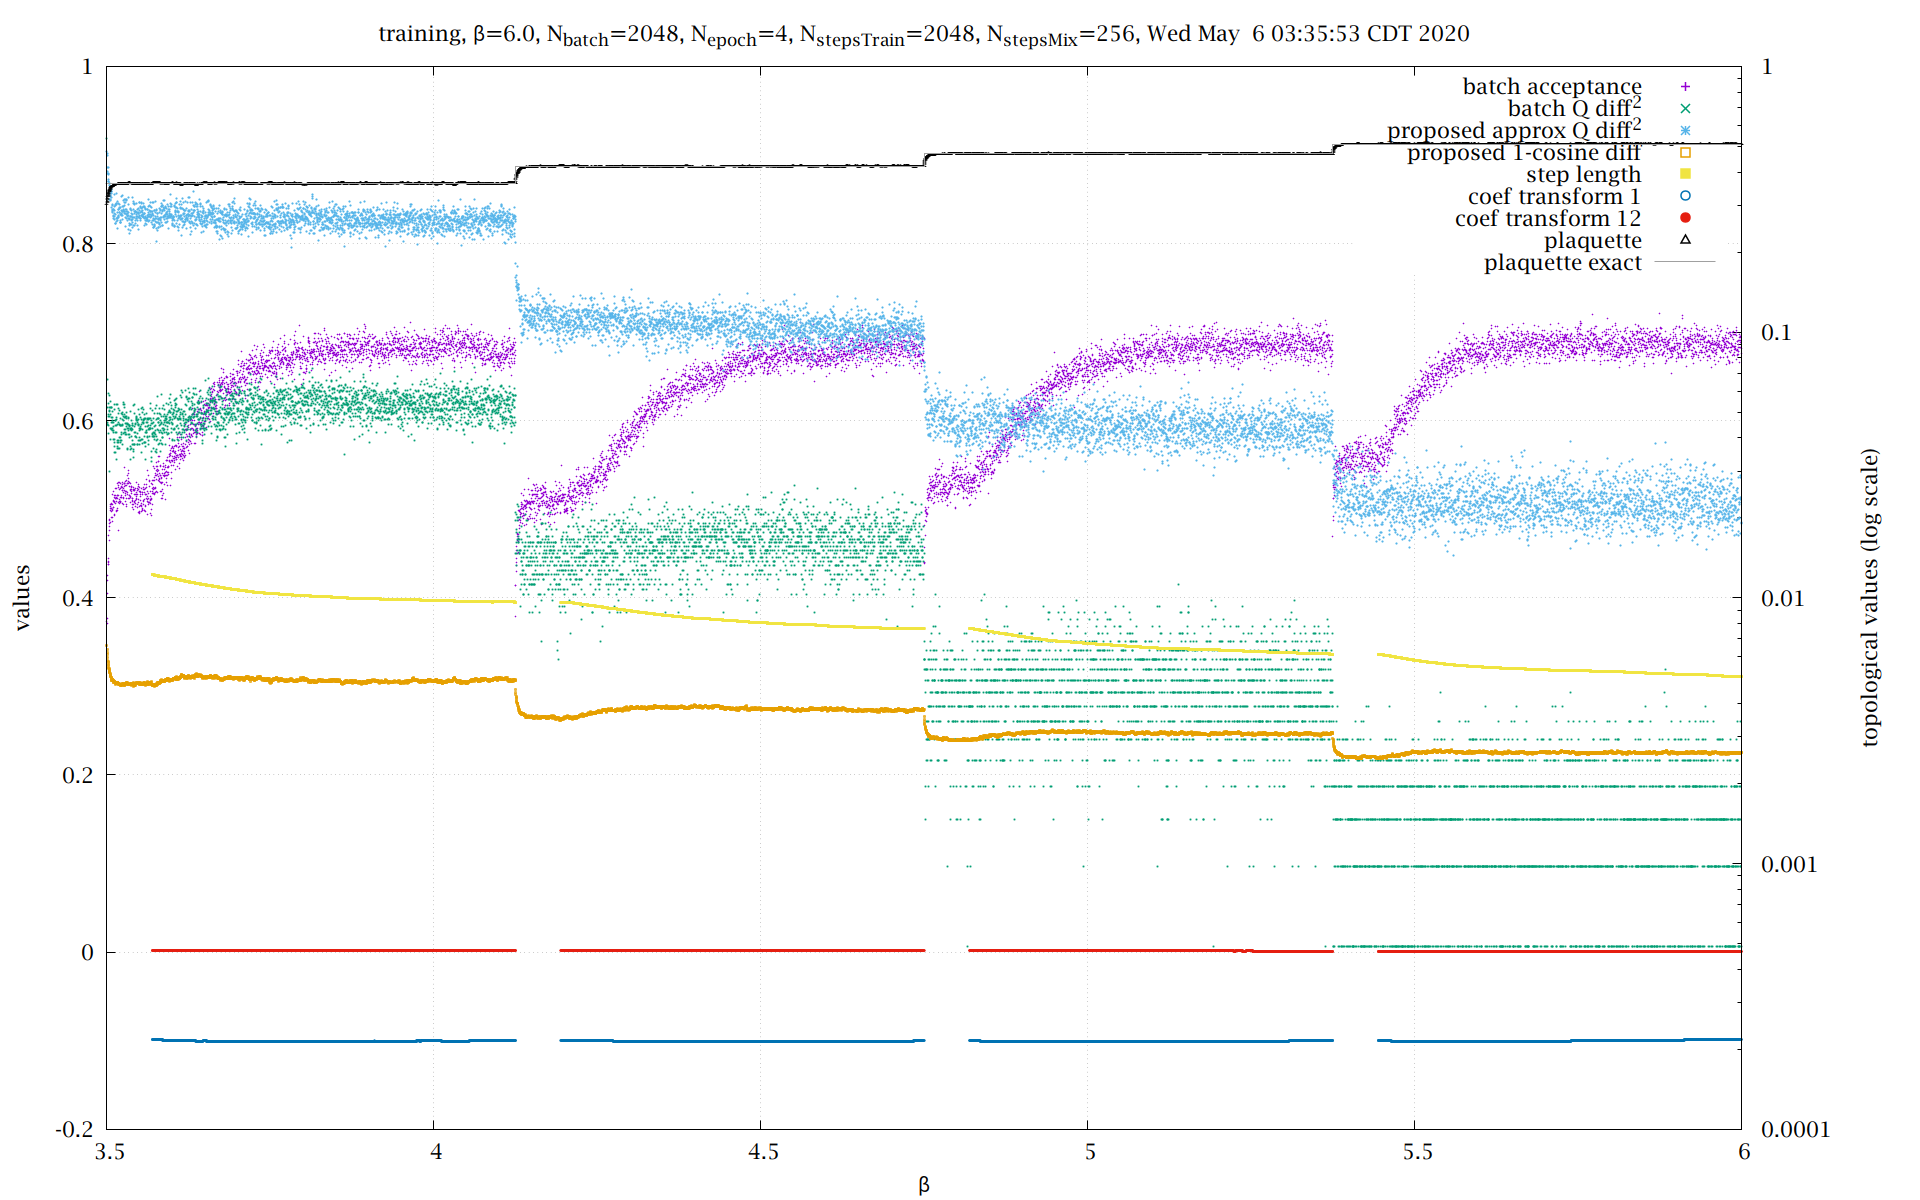 training, β=6.0, Nbatch=2048, Nepoch=4, NstepsTrain=2048, NstepsMix=256, Wed May  6 03:35:53 CDT 2020
batch acceptance
batch Q diff²
proposed approx Q diff²
proposed 1-cosine diff
step length
coef transform 1
coef transform 12
plaquette
plaquette exact
values
1
0.8
0.6
0.4
0.2
0
-0.2
3.5
4
4.5
5
5.5
6
β
1
0.1
0.01
0.001
0.0001
topological values (log scale)